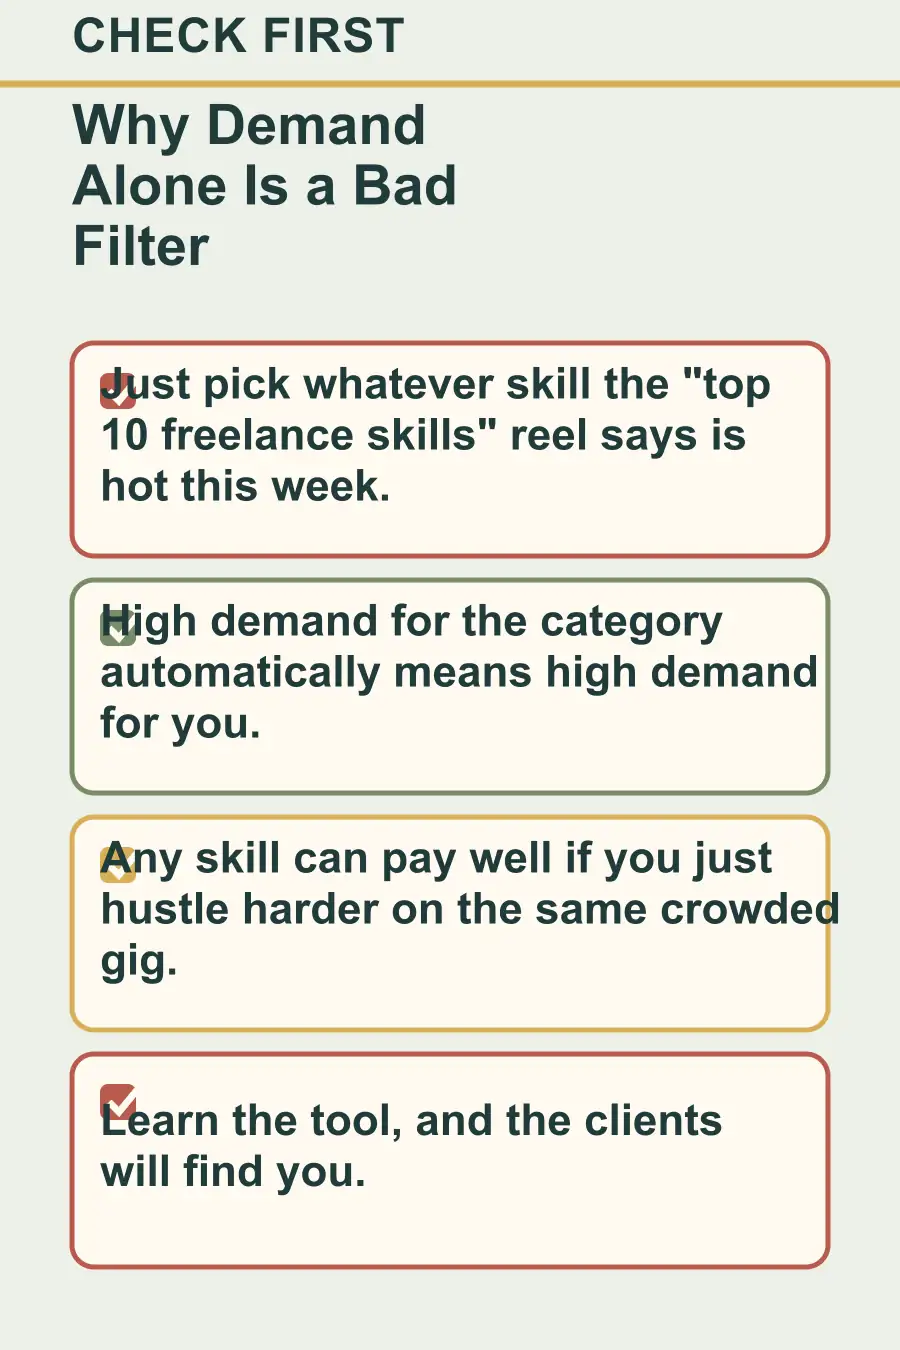 CHECK FIRST
Why Demand
Alone Is a Bad
Filter
Just pick whatever skill the "top
10 freelance skills" reel says is
hot this week.
High demand for the category
automatically means high demand
for you.
Any skill can pay well if you just
hustle harder on the same crowded
gig.
Learn the tool, and the clients
will find you.